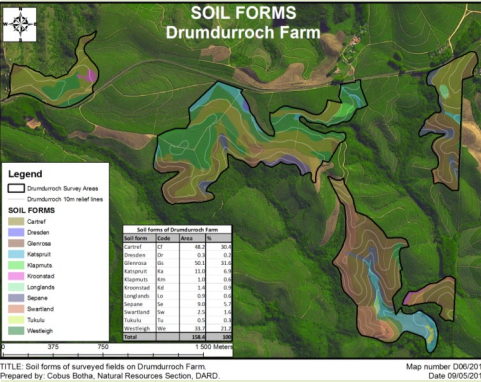 SOIL FORMS
Drumdurroch Farm
N
Legend
Drumdurroch Survey Areas
Drumdurroch 10m relief lines
SOIL FORMS
Cartref
Dresden
Glenrosa
Katspruit
Klapmuts
Kroonstad
Longlands
Sepane
Swartland
Tukulu
Westleigh
Soil forms of Drumdurroch Farm
Soil form Code Area %
Cartref Cf 48.2 30.4
Dresden Dr 0.3 0.2
Glenrosa Gs 50.1 31.6
Katspruit Ka 11.0 6.9
Klapmuts Km 1.0 0.6
Kroonstad Kd 1.4 0.9
Longlands Lo 0.9 0.6
Sepane Se 9.0 5.7
Swartland Sw 2.5 1.6
Tukulu Tu 0.5 0.3
Westleigh We 33.7 21.2
Total 158.4 100
0 375 750 1 500 Meters
TITLE: Soil forms of surveyed fields on Drumdurroch Farm.
Prepared by: Cobus Botha, Natural Resources Section, DARD.
Map number D06/201
Date 09/05/201